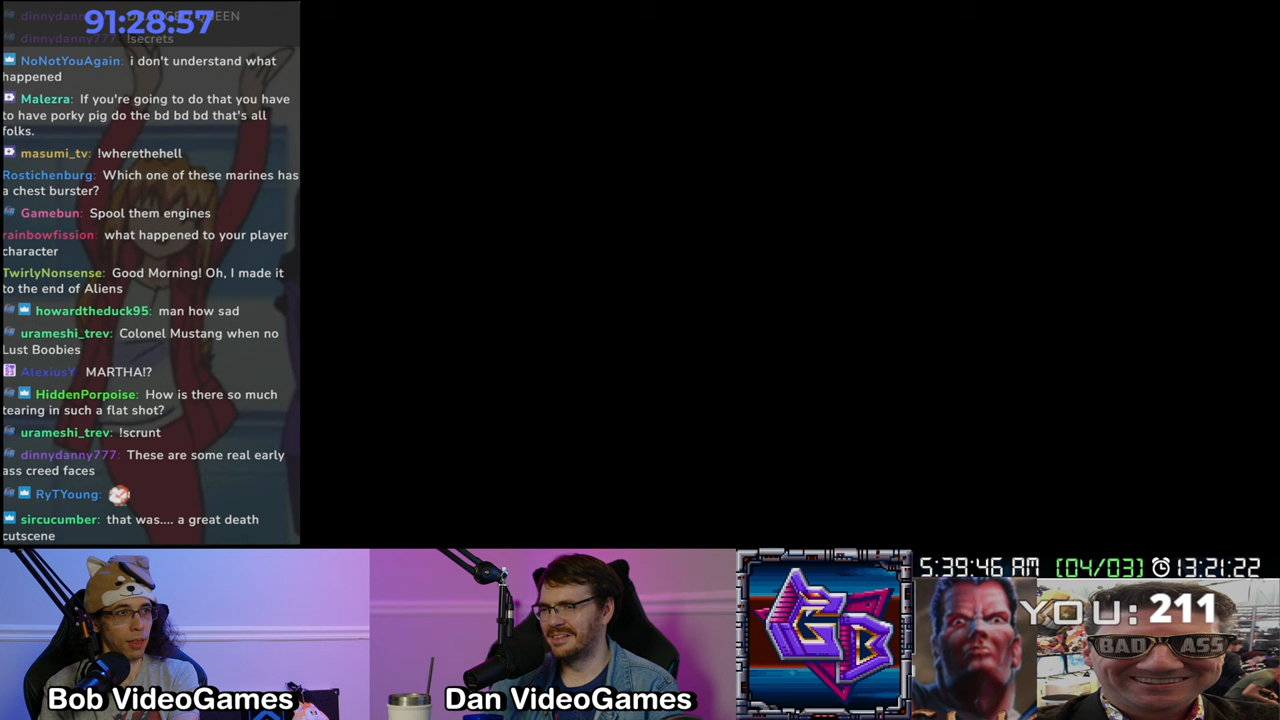 dinnydann QUEEN
91:28:57
dinnydanny777: !secrets
NoNotYouAgain: i don't understand what
happened
Malezra: If you're going to do that you have
to have porky pig do the bd bd bd that's all
folks.
masumi_tv: !wherethehell
Rostichenburg: Which one of these marines has
a chest burster?
Gamebun: Spool them engines
rainbowfission: what happened to your player
character
TwirlyNonsense: Good Morning! Oh, I made it
to the end of Aliens
howardtheduck95: man how sad
urameshi_trev: Colonel Mustang when no
Lust Boobies
AlexiusY MARTHA!?
HiddenPorpoise: How is there so much
tearing in such a flat shot?
urameshi_trev: !scrunt
dinnydanny777: These are some real early
ass creed faces
RyTYoung:
sircucumber: that was.... a great death
cutscene
Bob VideoGames
Dan VideoGames
GB
5:39:46 AM [04/03] 13:21:22
YOU: 211
BAD ASS